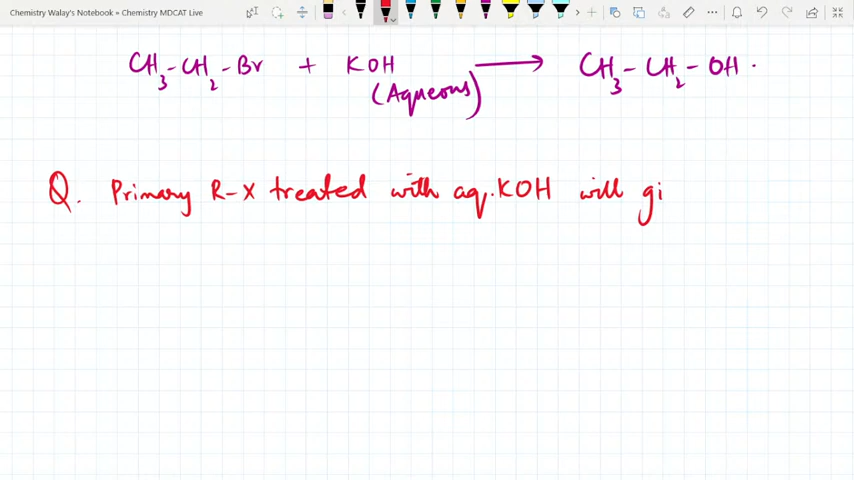 Chemistry Walay's Notebook » Chemistry MDCAT Live
CH3-CH2-Br + KOH → CH3-CH2-OH.
(Aqueous)
Q. Primary R-X treated with aq.KOH will gi